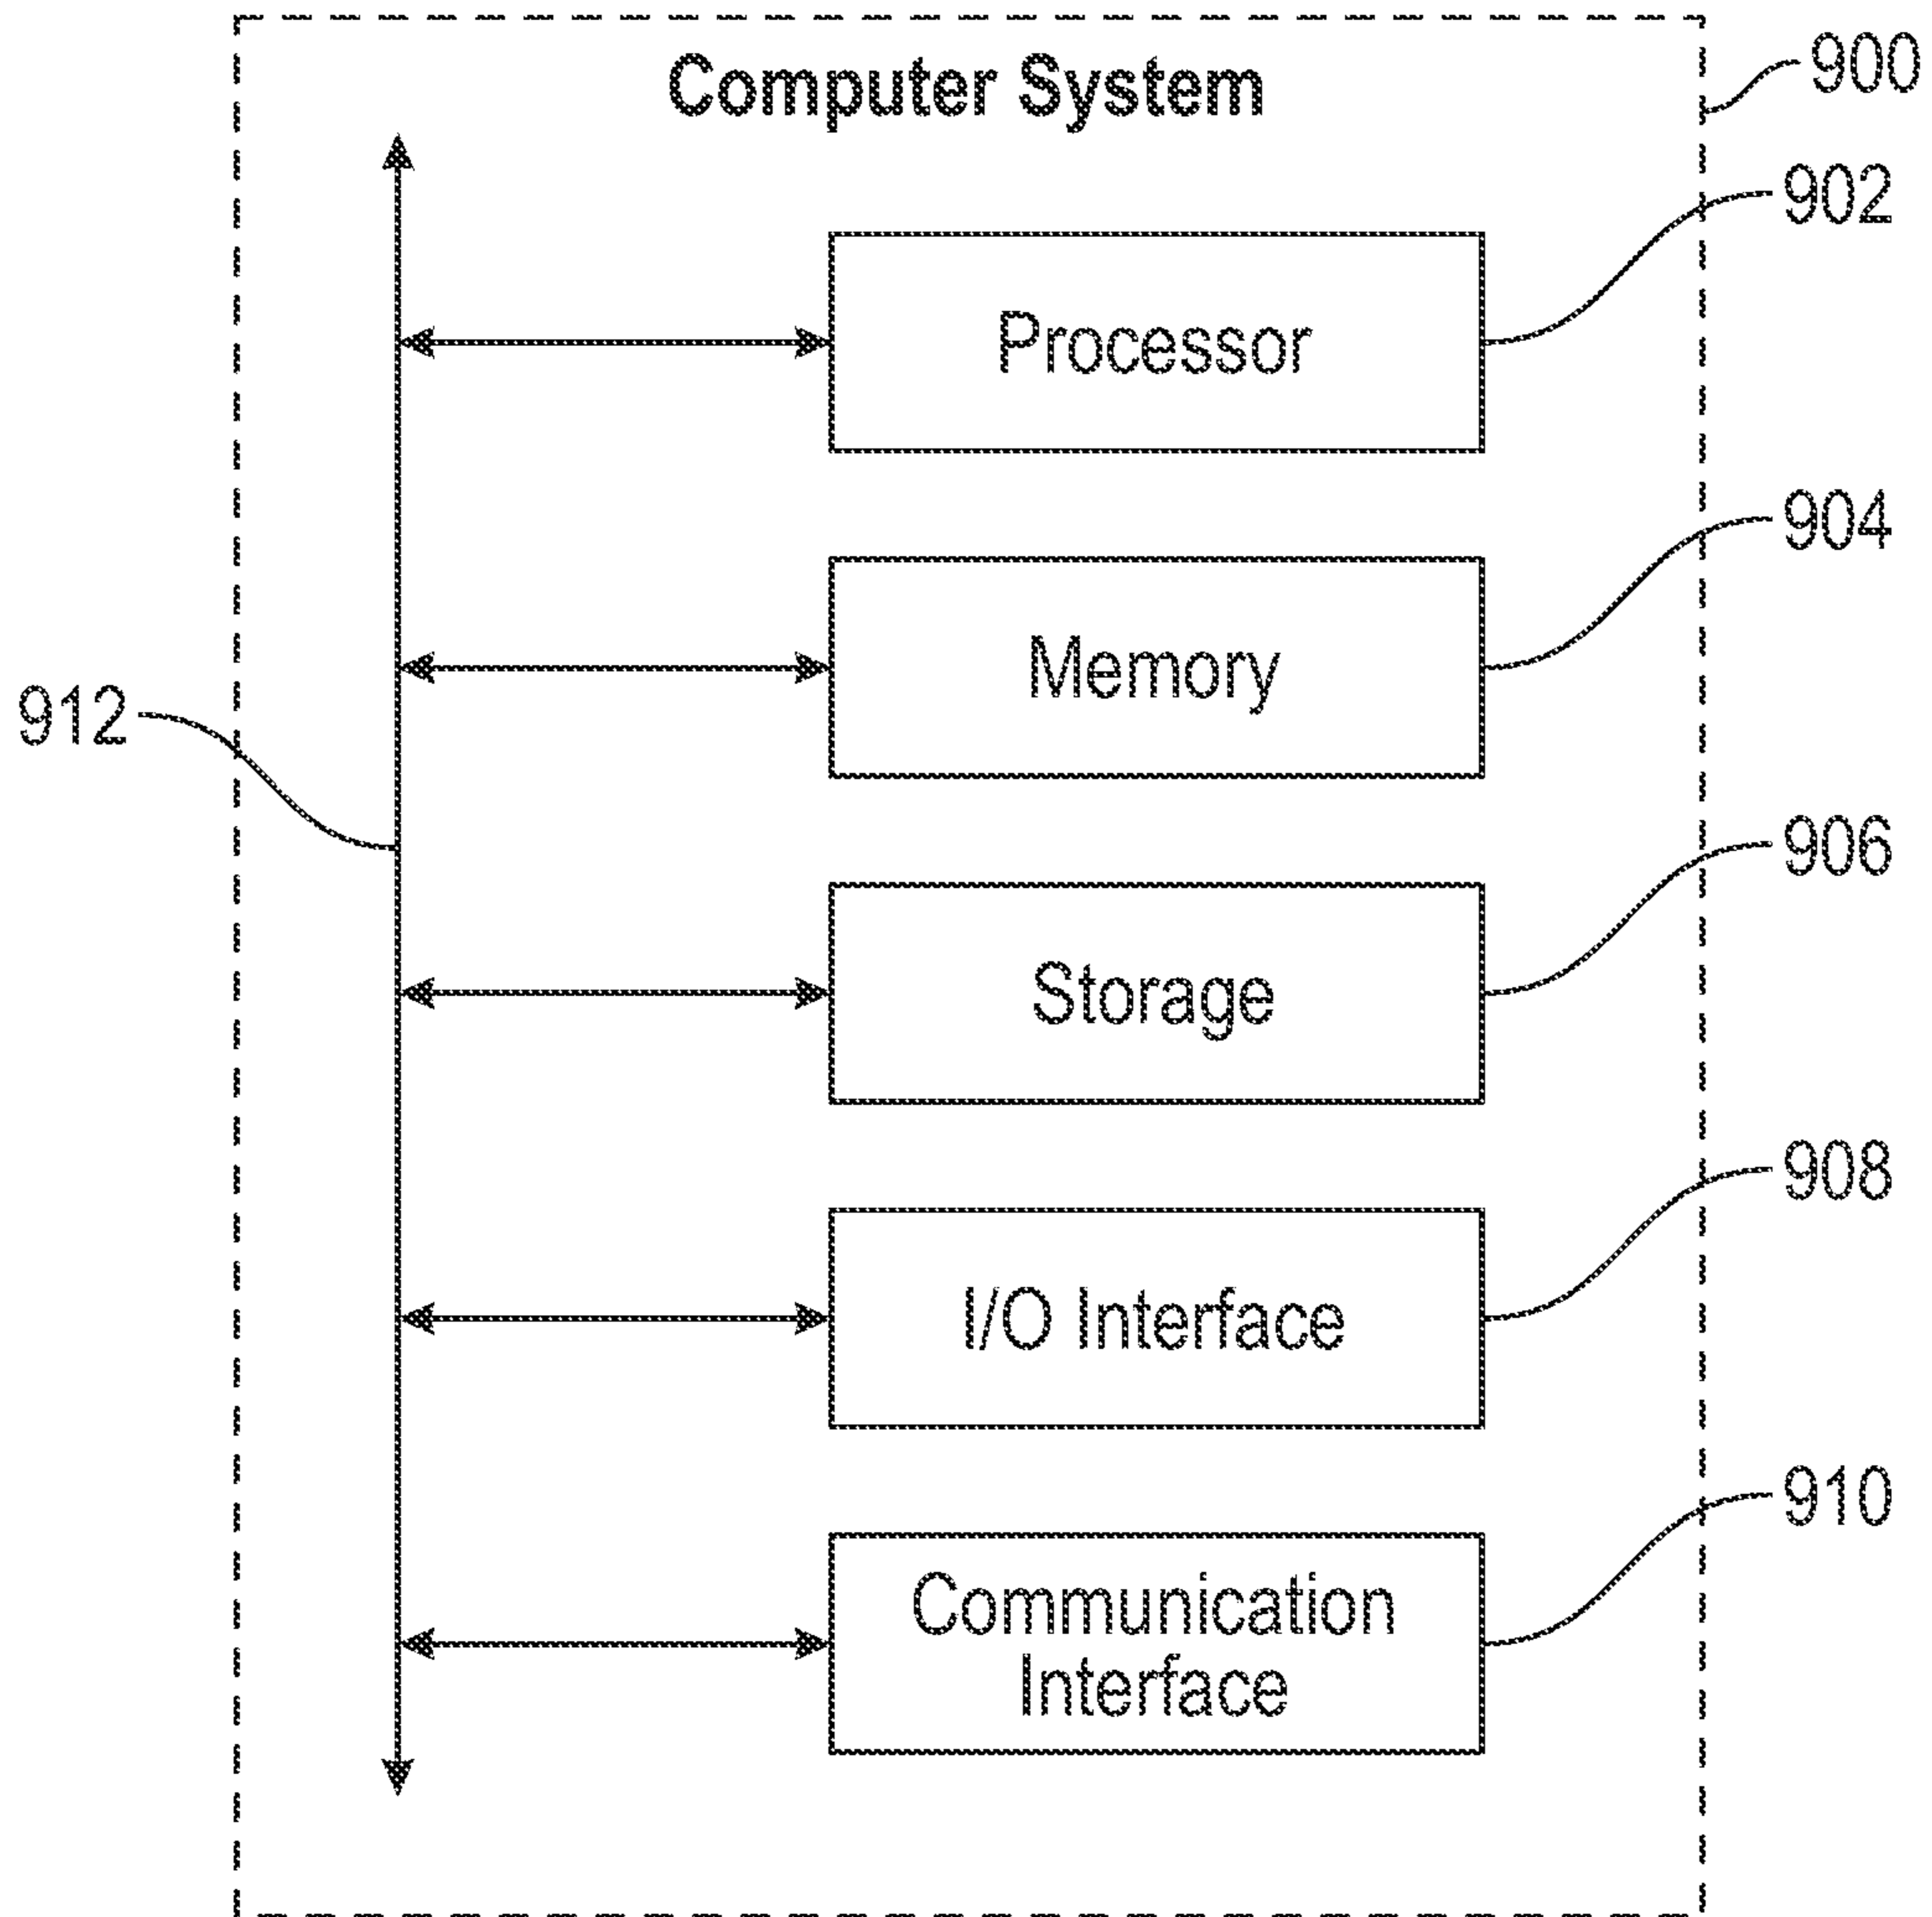 Computer System
900
902
Processor
904
Memory
912
906
Storage
908
I/O Interface
910
Communication
Interface